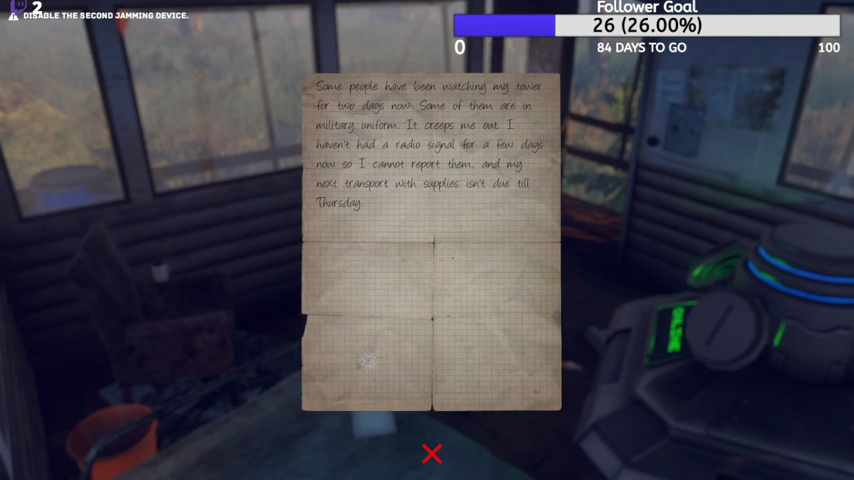 2
DISABLE THE SECOND JAMMING DEVICE.
Follower Goal
26 (26.00%)
0
84 DAYS TO GO
100
Some people have been watching my tower
for two days now. Some of them are in
military uniform. It creeps me out. I
haven't had a radio signal for a few days
now so I cannot report them, and my
next transport with supplies isn't due till
Thursday.